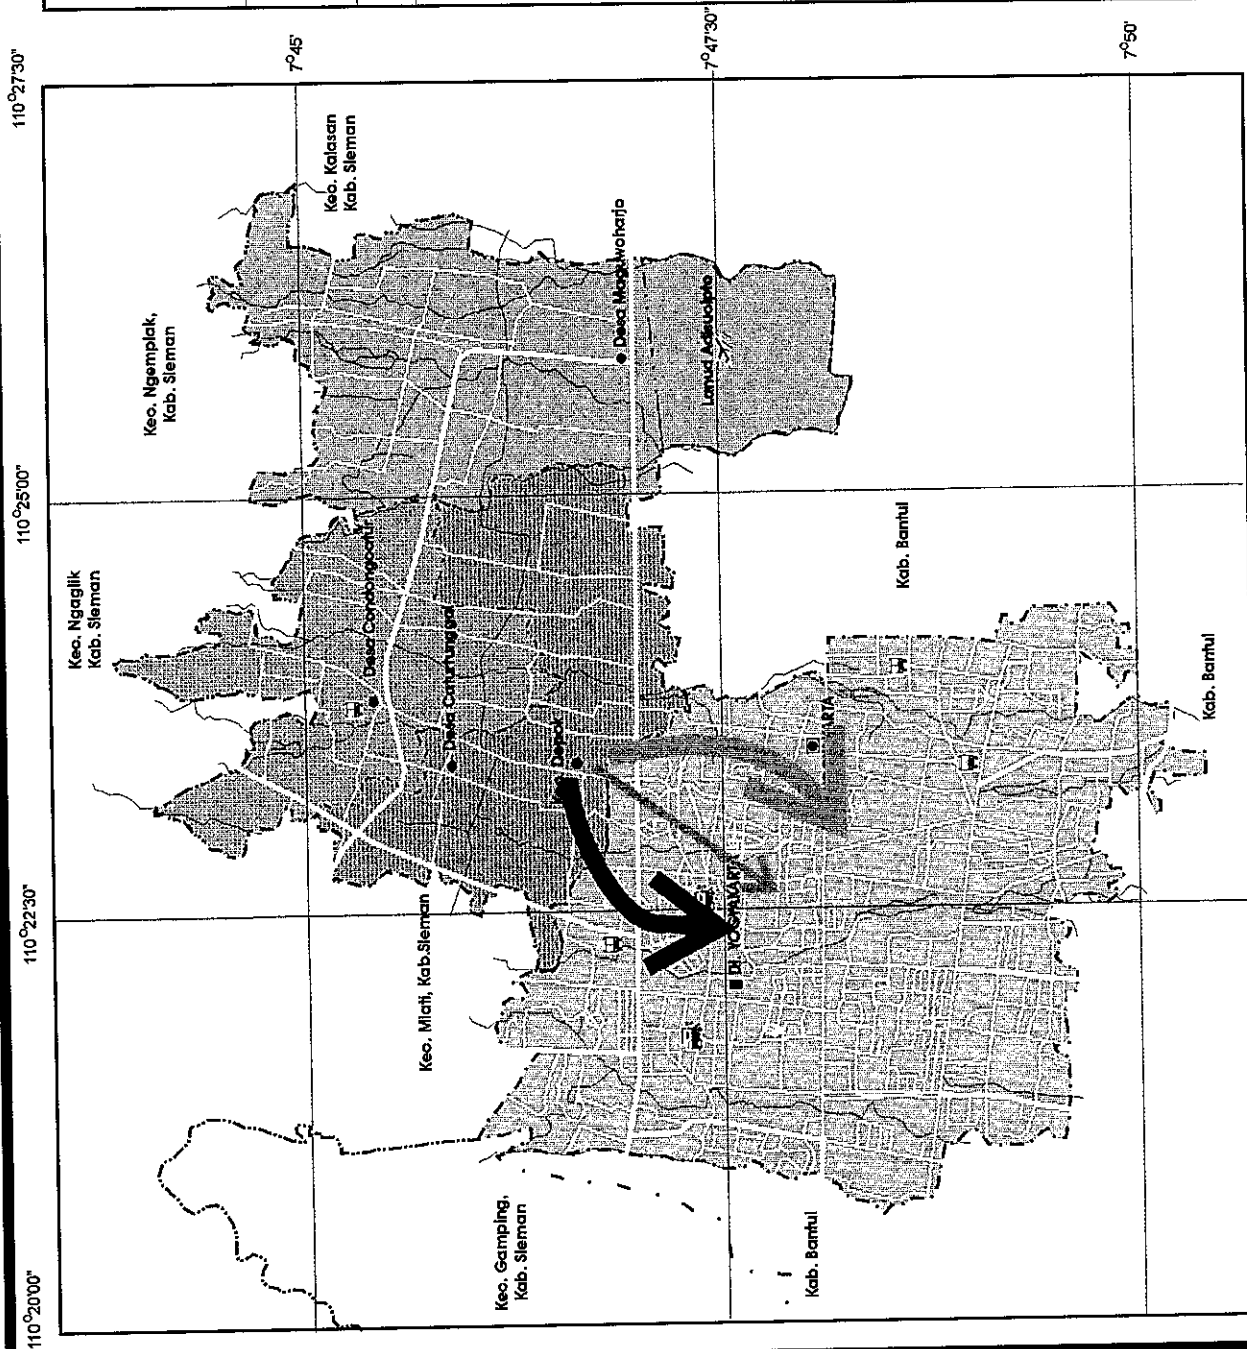 110°20'00"
110°22'30"
110°25'00"
110°27'30"
7°45'
7°47'30"
7°50'
Kec. Ngaglik
Kab. Sleman
Kec. Ngemplak,
Kab. Sleman
Kec. Kalasan
Kab. Sleman
Kec. Mlati, Kab.Sleman
Kec. Gamping,
Kab. Sleman
Desa Condongcatur
Desa Caturtunggal
Depok
Desa Maguwoharjo
Lanud Adisucipto
DI. YOGYAKARTA
ARTA
Kab. Bantul
Kab. Bantul
Kab. Bantul